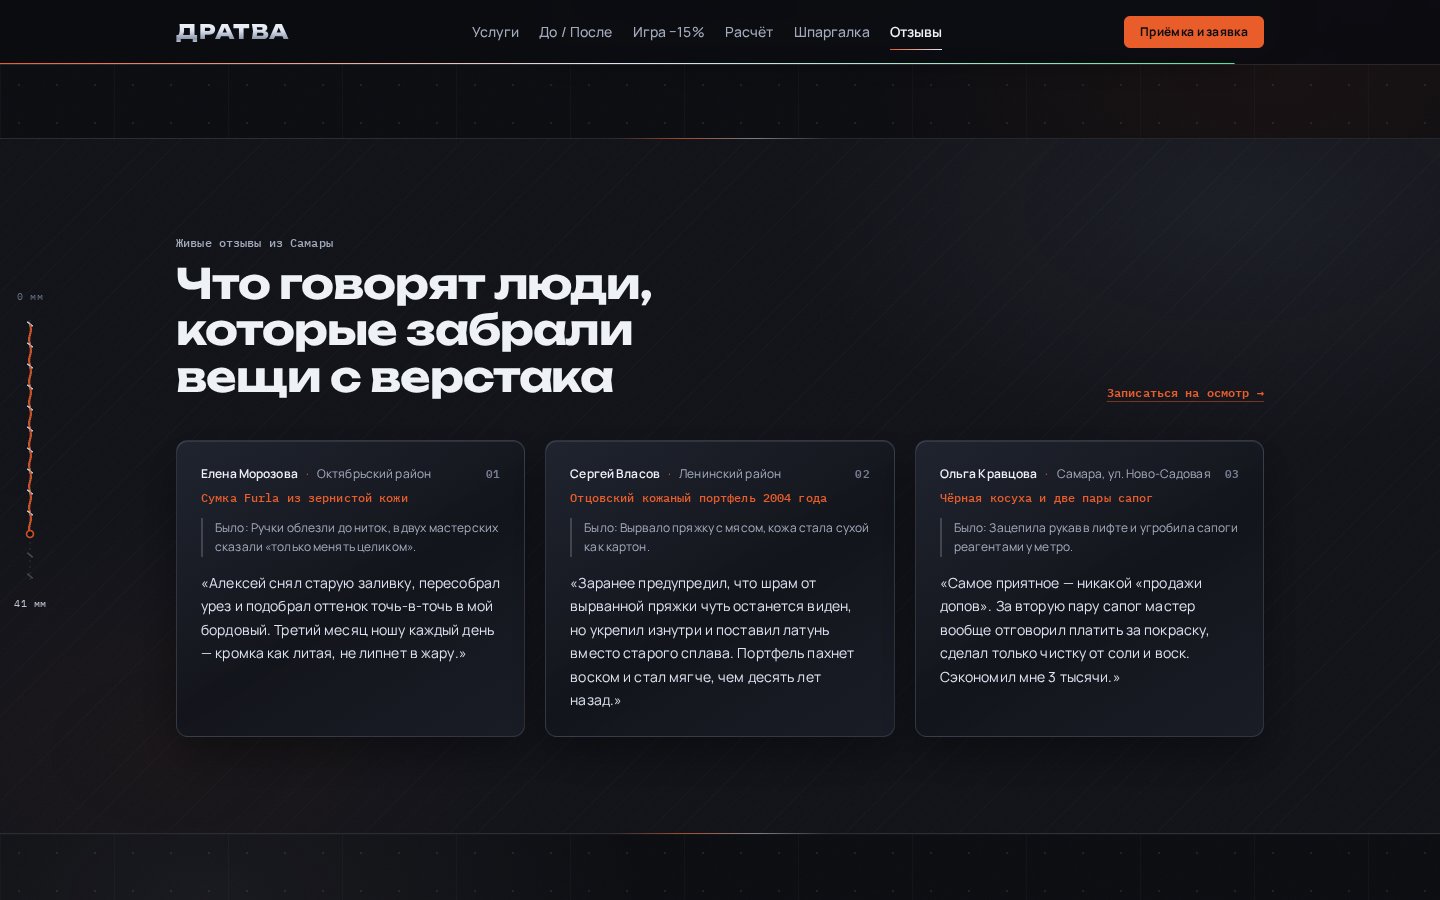 ДРАТВА
Услуги
До / После
Игра −15%
Расчёт
Шпаргалка
Отзывы
Приёмка и заявка
Живые отзывы из Самары
Что говорят люди,
которые забрали
вещи с верстака
Записаться на осмотр →
0 мм
41 мм
Елена Морозова · Октябрьский район 01
Сумка Furla из зернистой кожи
Было: Ручки облезли до ниток, в двух мастерских
сказали «только менять целиком».
«Алексей снял старую заливку, пересобрал
урез и подобрал оттенок точь-в-точь в мой
бордовый. Третий месяц ношу каждый день
— кромка как литая, не липнет в жару.»
Сергей Власов · Ленинский район 02
Отцовский кожаный портфель 2004 года
Было: Вырвало пряжку с мясом, кожа стала сухой
как картон.
«Заранее предупредил, что шрам от
вырванной пряжки чуть останется виден,
но укрепил изнутри и поставил латунь
вместо старого сплава. Портфель пахнет
воском и стал мягче, чем десять лет
назад.»
Ольга Кравцова · Самара, ул. Ново-Садовая 03
Чёрная косуха и две пары сапог
Было: Зацепила рукав в лифте и угробила сапоги
реагентами у метро.
«Самое приятное — никакой «продажи
допов». За вторую пару сапог мастер
вообще отговорил платить за покраску,
сделал только чистку от соли и воск.
Сэкономил мне 3 тысячи.»